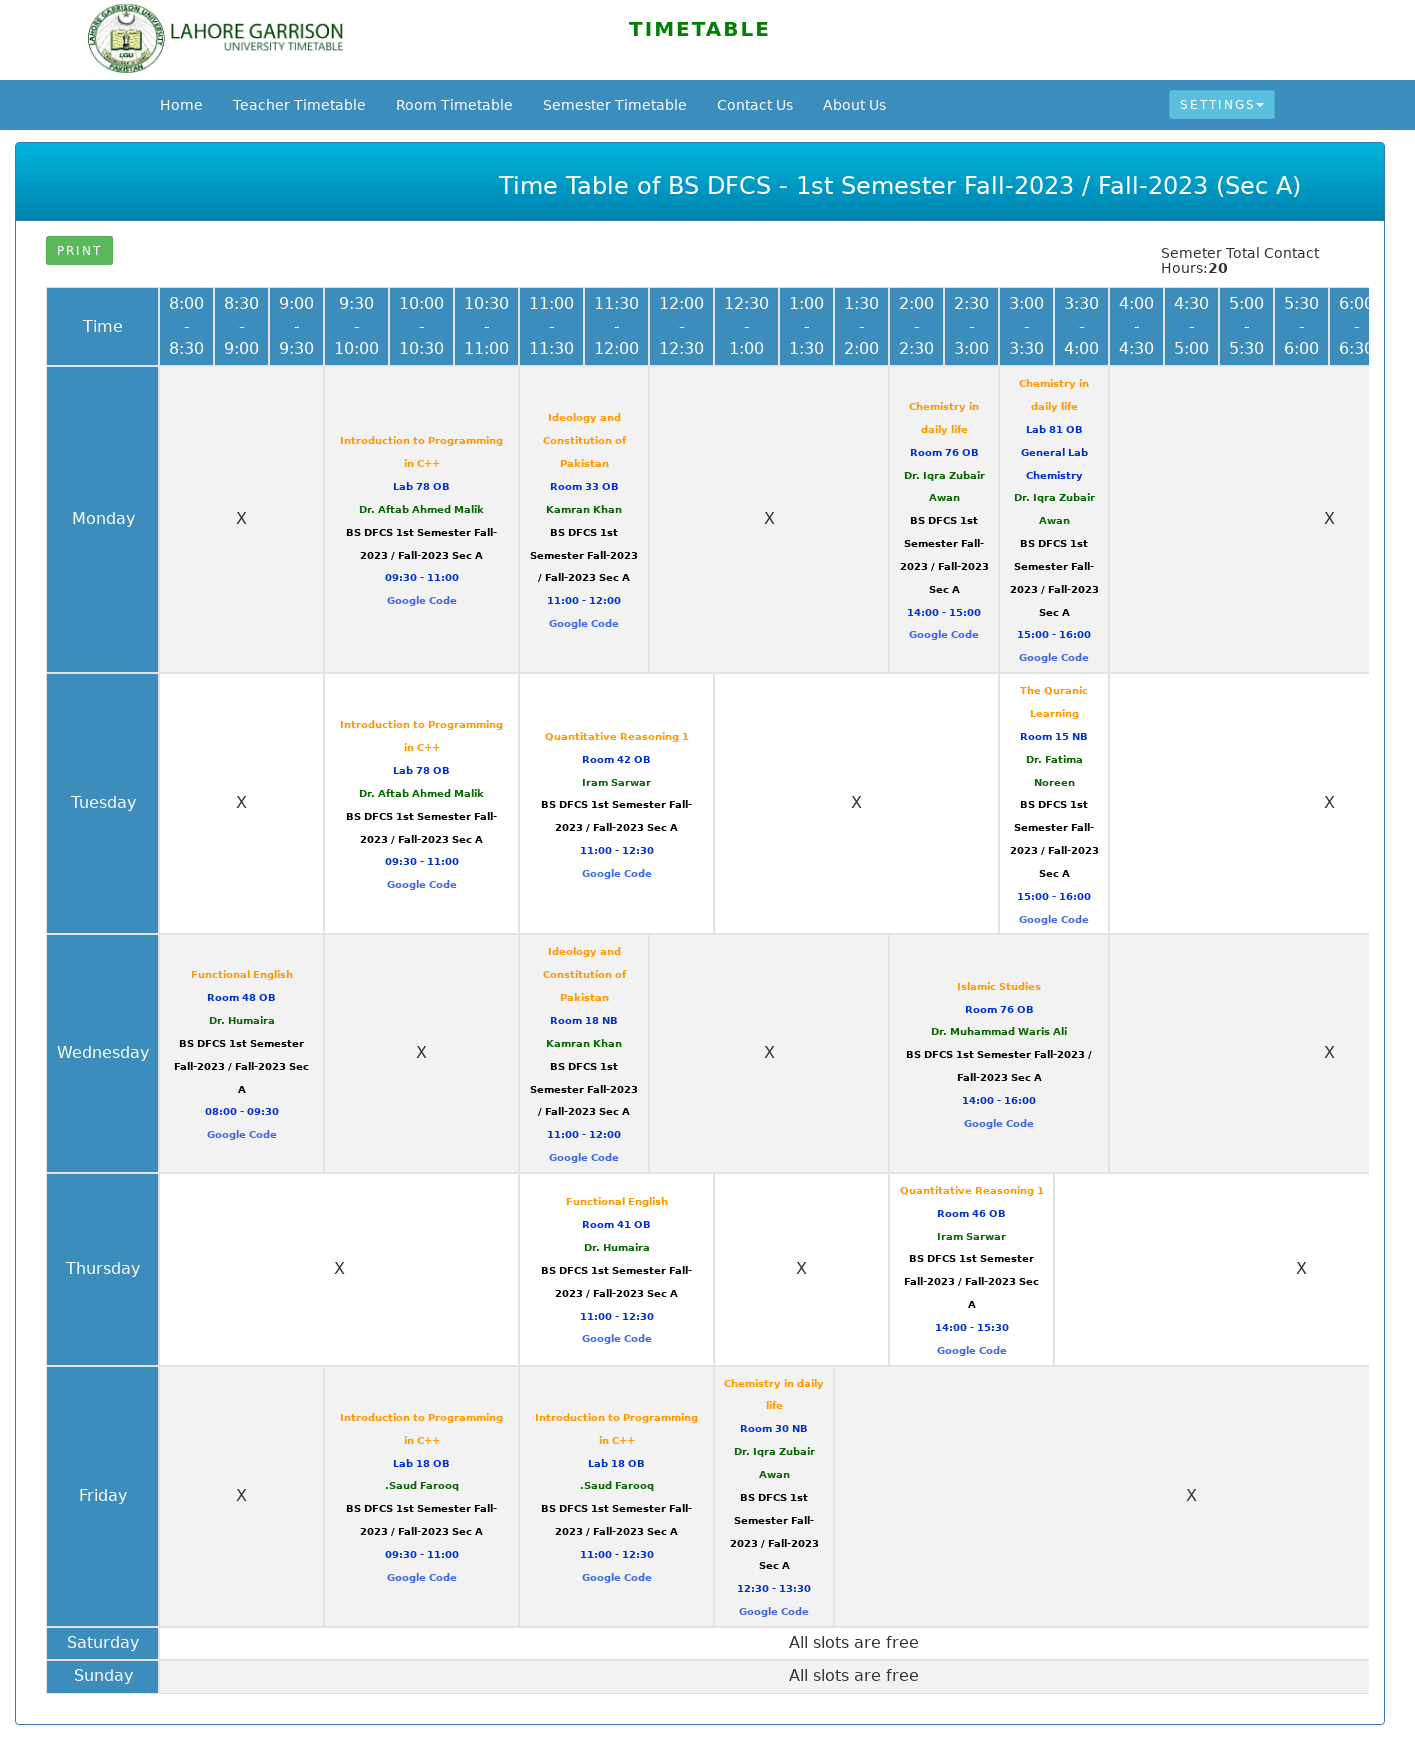 LAHORE GARRISON
UNIVERSITY TIMETABLE
TIMETABLE
Home Teacher Timetable Room Timetable Semester Timetable Contact Us About Us SETTINGS
Time Table of BS DFCS - 1st Semester Fall-2023 / Fall-2023 (Sec A)
PRINT
Semeter Total Contact
Hours:20
Time
8:00 - 8:30
8:30 - 9:00
9:00 - 9:30
9:30 - 10:00
10:00 - 10:30
10:30 - 11:00
11:00 - 11:30
11:30 - 12:00
12:00 - 12:30
12:30 - 1:00
1:00 - 1:30
1:30 - 2:00
2:00 - 2:30
2:30 - 3:00
3:00 - 3:30
3:30 - 4:00
4:00 - 4:30
4:30 - 5:00
5:00 - 5:30
5:30 - 6:00
6:00 - 6:30
Monday
X
Introduction to Programming
in C++
Lab 78 OB
Dr. Aftab Ahmed Malik
BS DFCS 1st Semester Fall-
2023 / Fall-2023 Sec A
09:30 - 11:00
Google Code
Ideology and
Constitution of
Pakistan
Room 33 OB
Kamran Khan
BS DFCS 1st
Semester Fall-2023
/ Fall-2023 Sec A
11:00 - 12:00
Google Code
X
Chemistry in
daily life
Room 76 OB
Dr. Iqra Zubair
Awan
BS DFCS 1st
Semester Fall-
2023 / Fall-2023
Sec A
14:00 - 15:00
Google Code
Chemistry in
daily life
Lab 81 OB
General Lab
Chemistry
Dr. Iqra Zubair
Awan
BS DFCS 1st
Semester Fall-
2023 / Fall-2023
Sec A
15:00 - 16:00
Google Code
X
Tuesday
X
Introduction to Programming
in C++
Lab 78 OB
Dr. Aftab Ahmed Malik
BS DFCS 1st Semester Fall-
2023 / Fall-2023 Sec A
09:30 - 11:00
Google Code
Quantitative Reasoning 1
Room 42 OB
Iram Sarwar
BS DFCS 1st Semester Fall-
2023 / Fall-2023 Sec A
11:00 - 12:30
Google Code
X
The Quranic
Learning
Room 15 NB
Dr. Fatima
Noreen
BS DFCS 1st
Semester Fall-
2023 / Fall-2023
Sec A
15:00 - 16:00
Google Code
X
Wednesday
Functional English
Room 48 OB
Dr. Humaira
BS DFCS 1st Semester
Fall-2023 / Fall-2023 Sec
A
08:00 - 09:30
Google Code
X
Ideology and
Constitution of
Pakistan
Room 18 NB
Kamran Khan
BS DFCS 1st
Semester Fall-2023
/ Fall-2023 Sec A
11:00 - 12:00
Google Code
X
Islamic Studies
Room 76 OB
Dr. Muhammad Waris Ali
BS DFCS 1st Semester Fall-2023 /
Fall-2023 Sec A
14:00 - 16:00
Google Code
X
Thursday
X
Functional English
Room 41 OB
Dr. Humaira
BS DFCS 1st Semester Fall-
2023 / Fall-2023 Sec A
11:00 - 12:30
Google Code
X
Quantitative Reasoning 1
Room 46 OB
Iram Sarwar
BS DFCS 1st Semester
Fall-2023 / Fall-2023 Sec
A
14:00 - 15:30
Google Code
X
Friday
X
Introduction to Programming
in C++
Lab 18 OB
.Saud Farooq
BS DFCS 1st Semester Fall-
2023 / Fall-2023 Sec A
09:30 - 11:00
Google Code
Introduction to Programming
in C++
Lab 18 OB
.Saud Farooq
BS DFCS 1st Semester Fall-
2023 / Fall-2023 Sec A
11:00 - 12:30
Google Code
Chemistry in daily
life
Room 30 NB
Dr. Iqra Zubair
Awan
BS DFCS 1st
Semester Fall-
2023 / Fall-2023
Sec A
12:30 - 13:30
Google Code
X
Saturday
All slots are free
Sunday
All slots are free